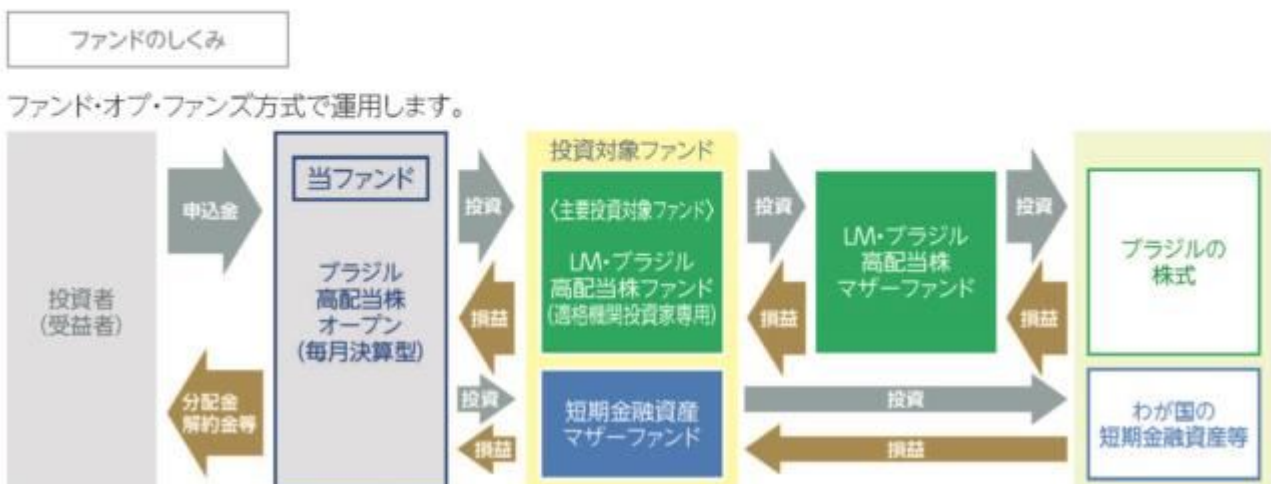 ファンドのしくみ
ファンド・オブ・ファンズ方式で運用します。
投資者
(受益者)
申込金
分配金
解約金等
当ファンド
ブラジル
高配当株
オープン
(毎月決算型)
投資
損益
投資
損益
投資対象ファンド
〈主要投資対象ファンド〉
LM・ブラジル
高配当株ファンド
(適格機関投資家専用)
短期金融資産
マザーファンド
投資
損益
LM・ブラジル
高配当株
マザーファンド
投資
損益
投資
損益
ブラジルの
株式
わが国の
短期金融資産等